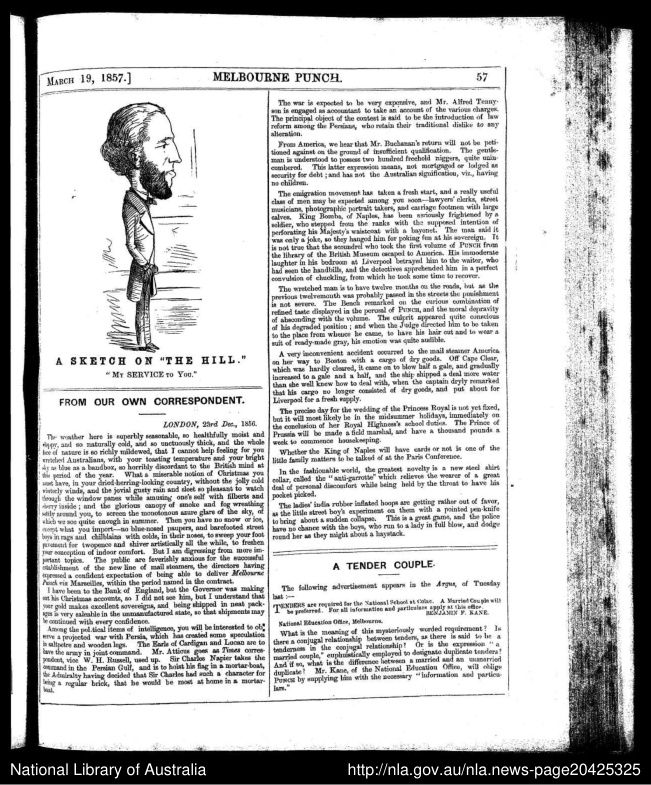 MARCH 19, 1857.]
MELBOURNE PUNCH.
57
A SKETCH ON "THE HILL."
"MY SERVICE TO YOU."
FROM OUR OWN CORRESPONDENT.
LONDON, 23rd Dec., 1856.
The weather here is superbly seasonable, so healthfully moist and
sloppy, and so naturally cold, and so unctuously thick, and the whole
face of nature is so richly mildewed, that I cannot help feeling for you
wretched Australians, with your toasting temperature and your bright
sky as blue as a bandbox, so horribly discordant to the British mind at
this period of the year. What a miserable notion of Christmas you
must have, in your dried-herring-looking country, without the jolly cold
winterly winds, and the jovial gusty rain and sleet so pleasant to watch
through the window panes while amusing one's self with filberts and
sherry inside; and the glorious canopy of smoke and fog wreathing
softly around you, to screen the monotonous azure glare of the sky, of
which we see quite enough in summer. Then you have no snow or ice,
except what you import—no blue-nosed paupers, and barefooted street
boys in rags and chilblains with colds, in their noses, to sweep your foot
pavement for twopence and shiver artistically all the while, to freshen
your conception of indoor comfort. But I am digressing from more im-
portant topics. The public are feverishly anxious for the successful
establishment of the new line of mail steamers, the directors having
expressed a confident expectation of being able to deliver Melbourne
Punch via Marseilles, within the period named in the contract.
I have been to the Bank of England, but the Governor was making
out his Christmas accounts, so I did not see him, but I understand that
your gold makes excellent sovereigns, and being shipped in neat pack-
ages is very saleable in the unmanufactured state, so that shipments may
be continued with every confidence.
Among the political items of intelligence, you will be interested to ob-
serve a projected war with Persia, which has created some speculation
in saltpetre and wooden legs. The Earls of Cardigan and Lucan are to
have the army in joint command. Mr. Atticus goes as Times corres-
pondent, vice W. H. Russell, used up. Sir Charles Napier takes the
command in the Persian Gulf, and is to hoist his flag in a mortar-boat,
the Admiralty having decided that Sir Charles had such a character for
being a regular brick, that he would be most at home in a mortar-
boat.
The war is expected to be very expensive, and Mr. Alfred Tenny-
son is engaged as accountant to take an account of the various charges.
The principal object of the contest is said to be the introduction of law
reform among the Persians, who retain their traditional dislike to any
alteration.
From America, we hear that Mr. Buchanan's return will not be peti-
tioned against on the ground of insufficient qualification. The gentle-
man is understood to possess two hundred freehold niggers, quite unin-
cumbered. This latter expression means, not mortgaged or lodged as
security for debt; and has not the Australian signification, viz., having
no children.
The emigration movement has taken a fresh start, and a really useful
class of men may be expected among you soon—lawyers' clerks, street
musicians, photographic portrait takers, and carriage footmen with large
calves. King Bomba, of Naples, has been seriously frightened by a
soldier, who stepped from the ranks with the supposed intention of
perforating his Majesty's waistcoat with a bayonet. The man said it
was only a joke, so they hanged him for poking fun at his sovereign. It
is not true that the scoundrel who took the first volume of PUNCH from
the library of the British Museum escaped to America. His immoderate
laughter in his bedroom at Liverpool betrayed him to the waiter, who
had seen the handbills, and the detectives apprehended him in a perfect
convulsion of chuckling, from which he took some time to recover.
The wretched man is to have twelve months on the roads, but as the
previous twelvemonth was probably passed in the streets the punishment
is not severe. The Bench remarked on the curious combination of
refined taste displayed in the perusal of PUNCH, and the moral depravity
of absconding with the volume. The culprit appeared quite conscious
of his degraded position; and when the Judge directed him to be taken
to the place from whence he came, to have his hair cut and to wear a
suit of ready-made gray, his emotion was quite audible.
A very inconvenient accident occurred to the mail steamer America
on her way to Boston with a cargo of dry goods. Off Cape Clear,
which was hardly cleared, it came on to blow half a gale, and gradually
increased to a gale and a half, and the ship shipped a deal more water
than she well knew how to deal with, when the captain dryly remarked
that his cargo no longer consisted of dry goods, and put about for
Liverpool for a fresh supply.
The precise day for the wedding of the Princess Royal is not yet fixed,
but it will most likely be in the midsummer holidays, immediately on
the conclusion of her Royal Highness's school duties. The Prince of
Prussia will be made a field marshal, and have a thousand pounds a
week to commence housekeeping.
Whether the King of Naples will have cards or not is one of the
little family matters to be talked of at the Paris Conference.
In the fashionable world, the greatest novelty is a new steel shirt
collar, called the "anti-garrotte" which relieves the wearer of a great
deal of personal discomfort while being held by the throat to have his
pocket picked.
The ladies' india rubber inflated hoops are getting rather out of favor,
as the little street boy's experiment on them with a pointed pen-knife
to bring about a sudden collapse. This is a great game, and the police
have no chance with the boys, who run to a lady in full blow, and dodge
round her as they might about a haystack.
A TENDER COUPLE.
The following advertisement appears in the Argus, of Tuesday
last :—
TENDERS are required for the National School at Colac. A Married Couple will
be preferred. For all information and particulars apply at this office.
BENJAMIN F. KANE.
National Education Office, Melbourne.
What is the meaning of this mysteriously worded requirement? Is
there a conjugal relationship between tenders, as there is said to be a
tenderness in the conjugal relationship? Or is the expression "a
married couple," euphuistically employed to designate duplicate tenders?
And if so, what is the difference between a married and an unmarried
duplicate? Mr. Kane, of the National Education Office, will oblige
PUNCH by supplying him with the necessary "information and particu-
lars."
National Library of Australia
http://nla.gov.au/nla.news-page20425325